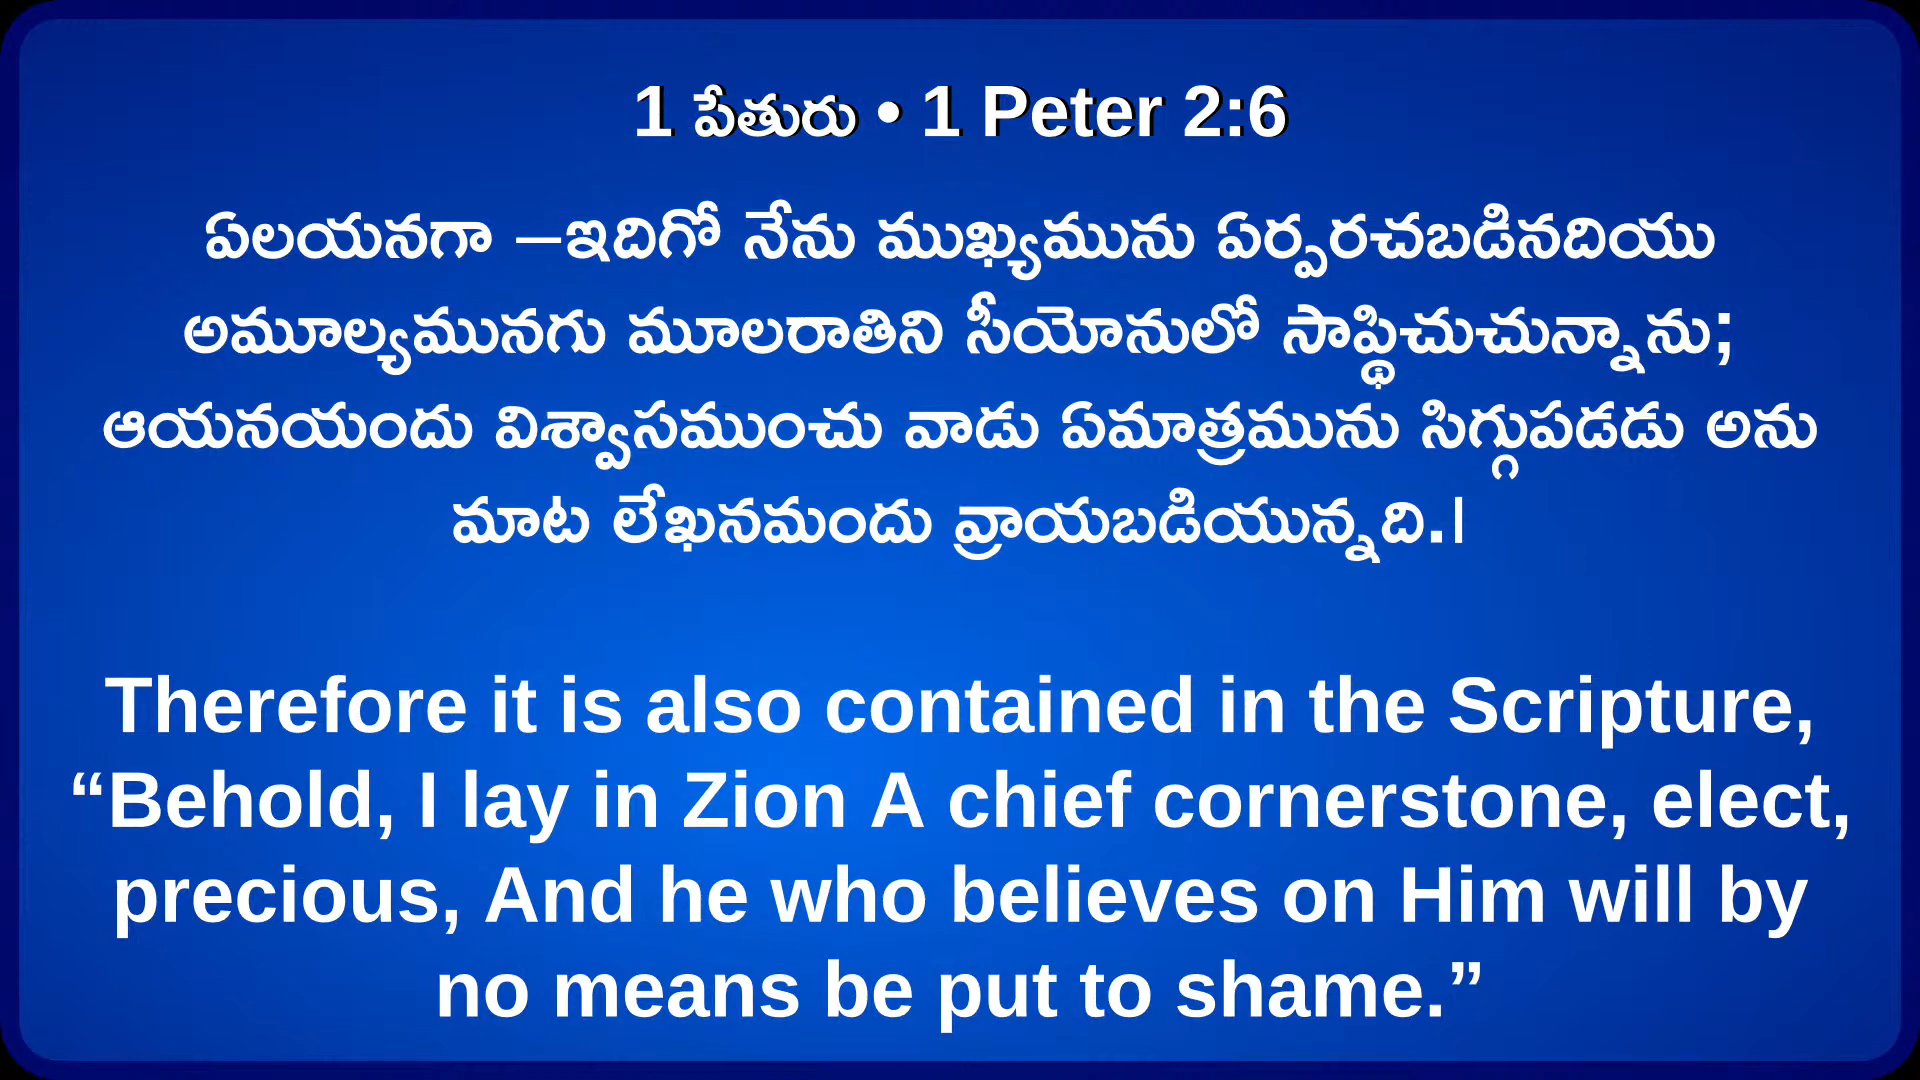 1 పేతురు • 1 Peter 2:6
ఏలయనగా –ఇదిగో నేను ముఖ్యమును ఏర్పరచబడినదియు
అమూల్యమునగు మూలరాతిని సీయోనులో సాప్థిచుచున్నాను;
ఆయనయందు విశ్వాసముంచు వాడు ఏమాత్రమును సిగ్గుపడడు అను
మాట లేఖనమందు వ్రాయబడియున్నది.।
Therefore it is also contained in the Scripture,
“Behold, I lay in Zion A chief cornerstone, elect,
precious, And he who believes on Him will by
no means be put to shame.”